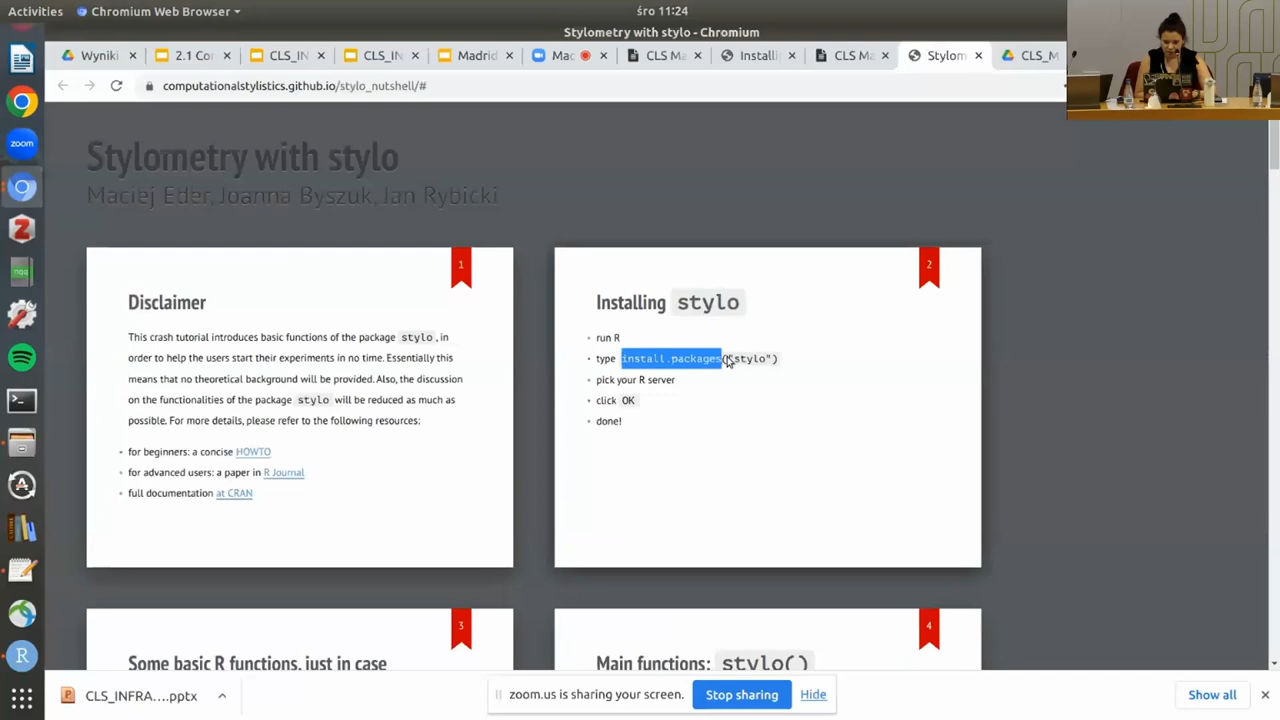 Activities
Chromium Web Browser
śro 11:24
Stylometry with stylo - Chromium
Wyniki
2.1 Co
CLS_IN
CLS_IN
Madrid
Mac
CLS Ma
Installi
CLS Ma
Stylom
CLS_M
computationalstylistics.github.io/stylo_nutshell/#
Stylometry with stylo
Maciej Eder, Joanna Byszuk, Jan Rybicki
1
Disclaimer
This crash tutorial introduces basic functions of the package stylo, in
order to help the users start their experiments in no time. Essentially this
means that no theoretical background will be provided. Also, the discussion
on the functionalities of the package stylo will be reduced as much as
possible. For more details, please refer to the following resources:
• for beginners: a concise HOWTO
• for advanced users: a paper in R Journal
• full documentation at CRAN
2
Installing stylo
• run R
• type install.packages("stylo")
• pick your R server
• click OK
• done!
3
Some basic R functions, just in case
4
Main functions: stylo()
zoom
Z
nqq
A
R
CLS_INFRA....pptx
zoom.us is sharing your screen.
Stop sharing
Hide
Show all